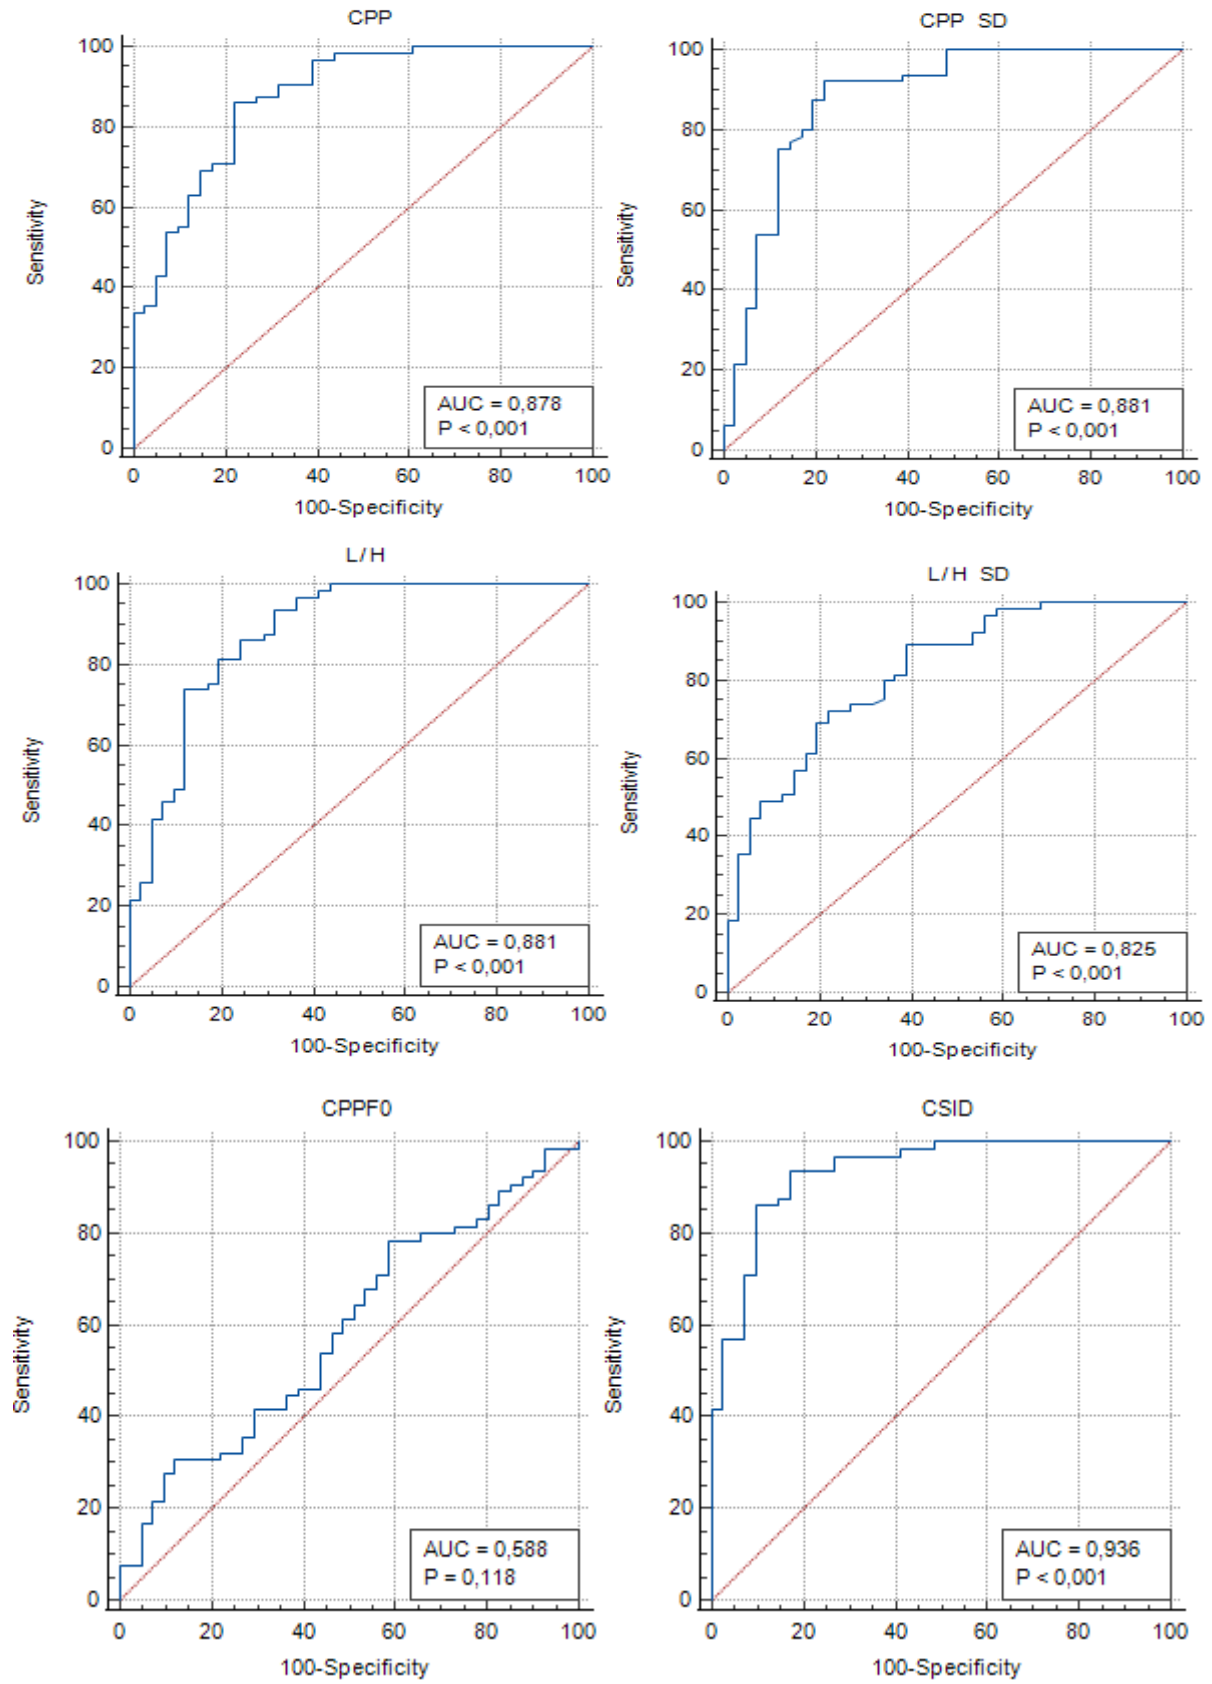 CPP
100
80
60
40
20
0
Sensitivity
0 20 40 60 80 100
100-Specificity
AUC = 0,878
P < 0,001
CPP SD
100
80
60
40
20
0
Sensitivity
0 20 40 60 80 100
100-Specificity
AUC = 0,881
P < 0,001
L/H
100
80
60
40
20
0
Sensitivity
0 20 40 60 80 100
100-Specificity
AUC = 0,881
P < 0,001
L/H SD
100
80
60
40
20
0
Sensitivity
0 20 40 60 80 100
100-Specificity
AUC = 0,825
P < 0,001
CPPF0
100
80
60
40
20
0
Sensitivity
0 20 40 60 80 100
100-Specificity
AUC = 0,588
P = 0,118
CSID
100
80
60
40
20
0
Sensitivity
0 20 40 60 80 100
100-Specificity
AUC = 0,936
P < 0,001